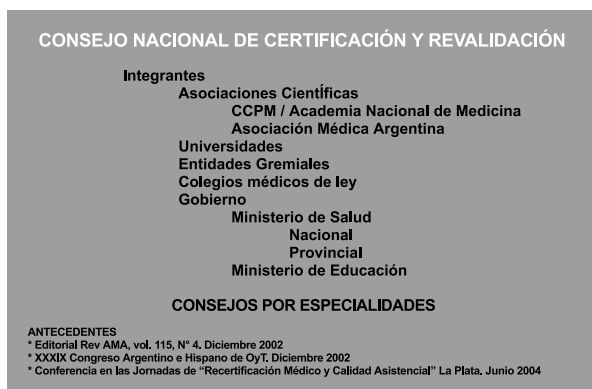 CONSEJO NACIONAL DE CERTIFICACIÓN Y REVALIDACIÓN
Integrantes
Asociaciones Científicas
CCPM / Academia Nacional de Medicina
Asociación Médica Argentina
Universidades
Entidades Gremiales
Colegios médicos de ley
Gobierno
Ministerio de Salud
Nacional
Provincial
Ministerio de Educación
CONSEJOS POR ESPECIALIDADES
ANTECEDENTES
* Editorial Rev AMA, vol. 115, N° 4. Diciembre 2002
* XXXIX Congreso Argentino e Hispano de OyT. Diciembre 2002
* Conferencia en las Jornadas de “Recertificación Médico y Calidad Asistencial” La Plata. Junio 2004